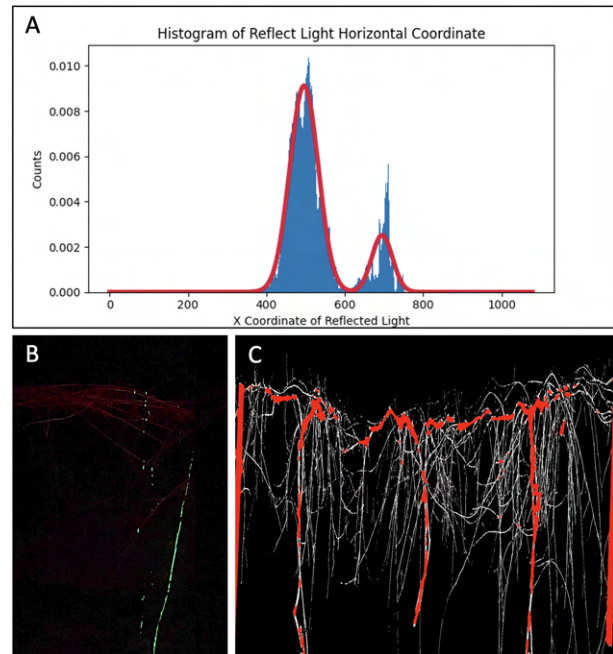 A
Histogram of Reflect Light Horizontal Coordinate
0.010
0.008
0.006
0.004
0.002
0.000
Counts
0 200 400 600 800 1000
X Coordinate of Reflected Light
B
C